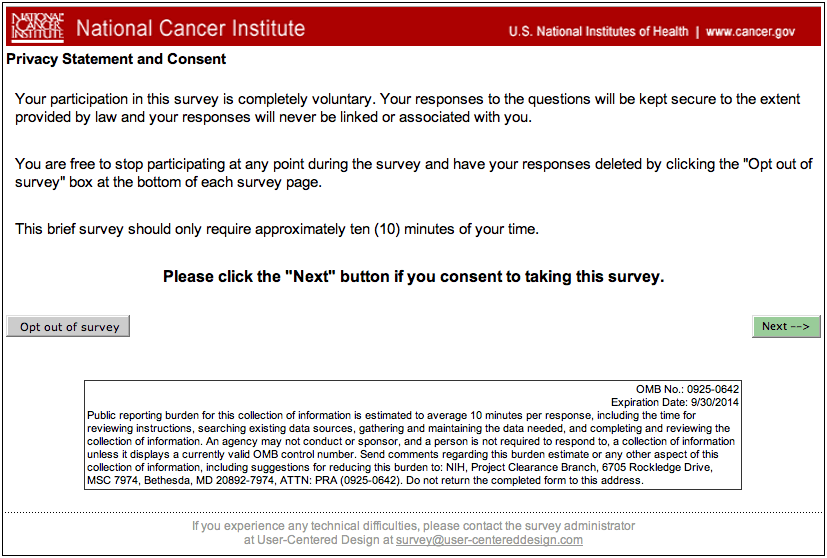 NATIONAL
CANCER
INSTITUTE
National Cancer Institute
U.S. National Institutes of Health | www.cancer.gov
Privacy Statement and Consent
Your participation in this survey is completely voluntary. Your responses to the questions will be kept secure to the extent
provided by law and your responses will never be linked or associated with you.
You are free to stop participating at any point during the survey and have your responses deleted by clicking the "Opt out of
survey" box at the bottom of each survey page.
This brief survey should only require approximately ten (10) minutes of your time.
Please click the "Next" button if you consent to taking this survey.
Opt out of survey
Next -->
OMB No.: 0925-0642
Expiration Date: 9/30/2014
Public reporting burden for this collection of information is estimated to average 10 minutes per response, including the time for
reviewing instructions, searching existing data sources, gathering and maintaining the data needed, and completing and reviewing the
collection of information. An agency may not conduct or sponsor, and a person is not required to respond to, a collection of information
unless it displays a currently valid OMB control number. Send comments regarding this burden estimate or any other aspect of this
collection of information, including suggestions for reducing this burden to: NIH, Project Clearance Branch, 6705 Rockledge Drive,
MSC 7974, Bethesda, MD 20892-7974, ATTN: PRA (0925-0642). Do not return the completed form to this address.
If you experience any technical difficulties, please contact the survey administrator
at User-Centered Design at survey@user-centereddesign.com